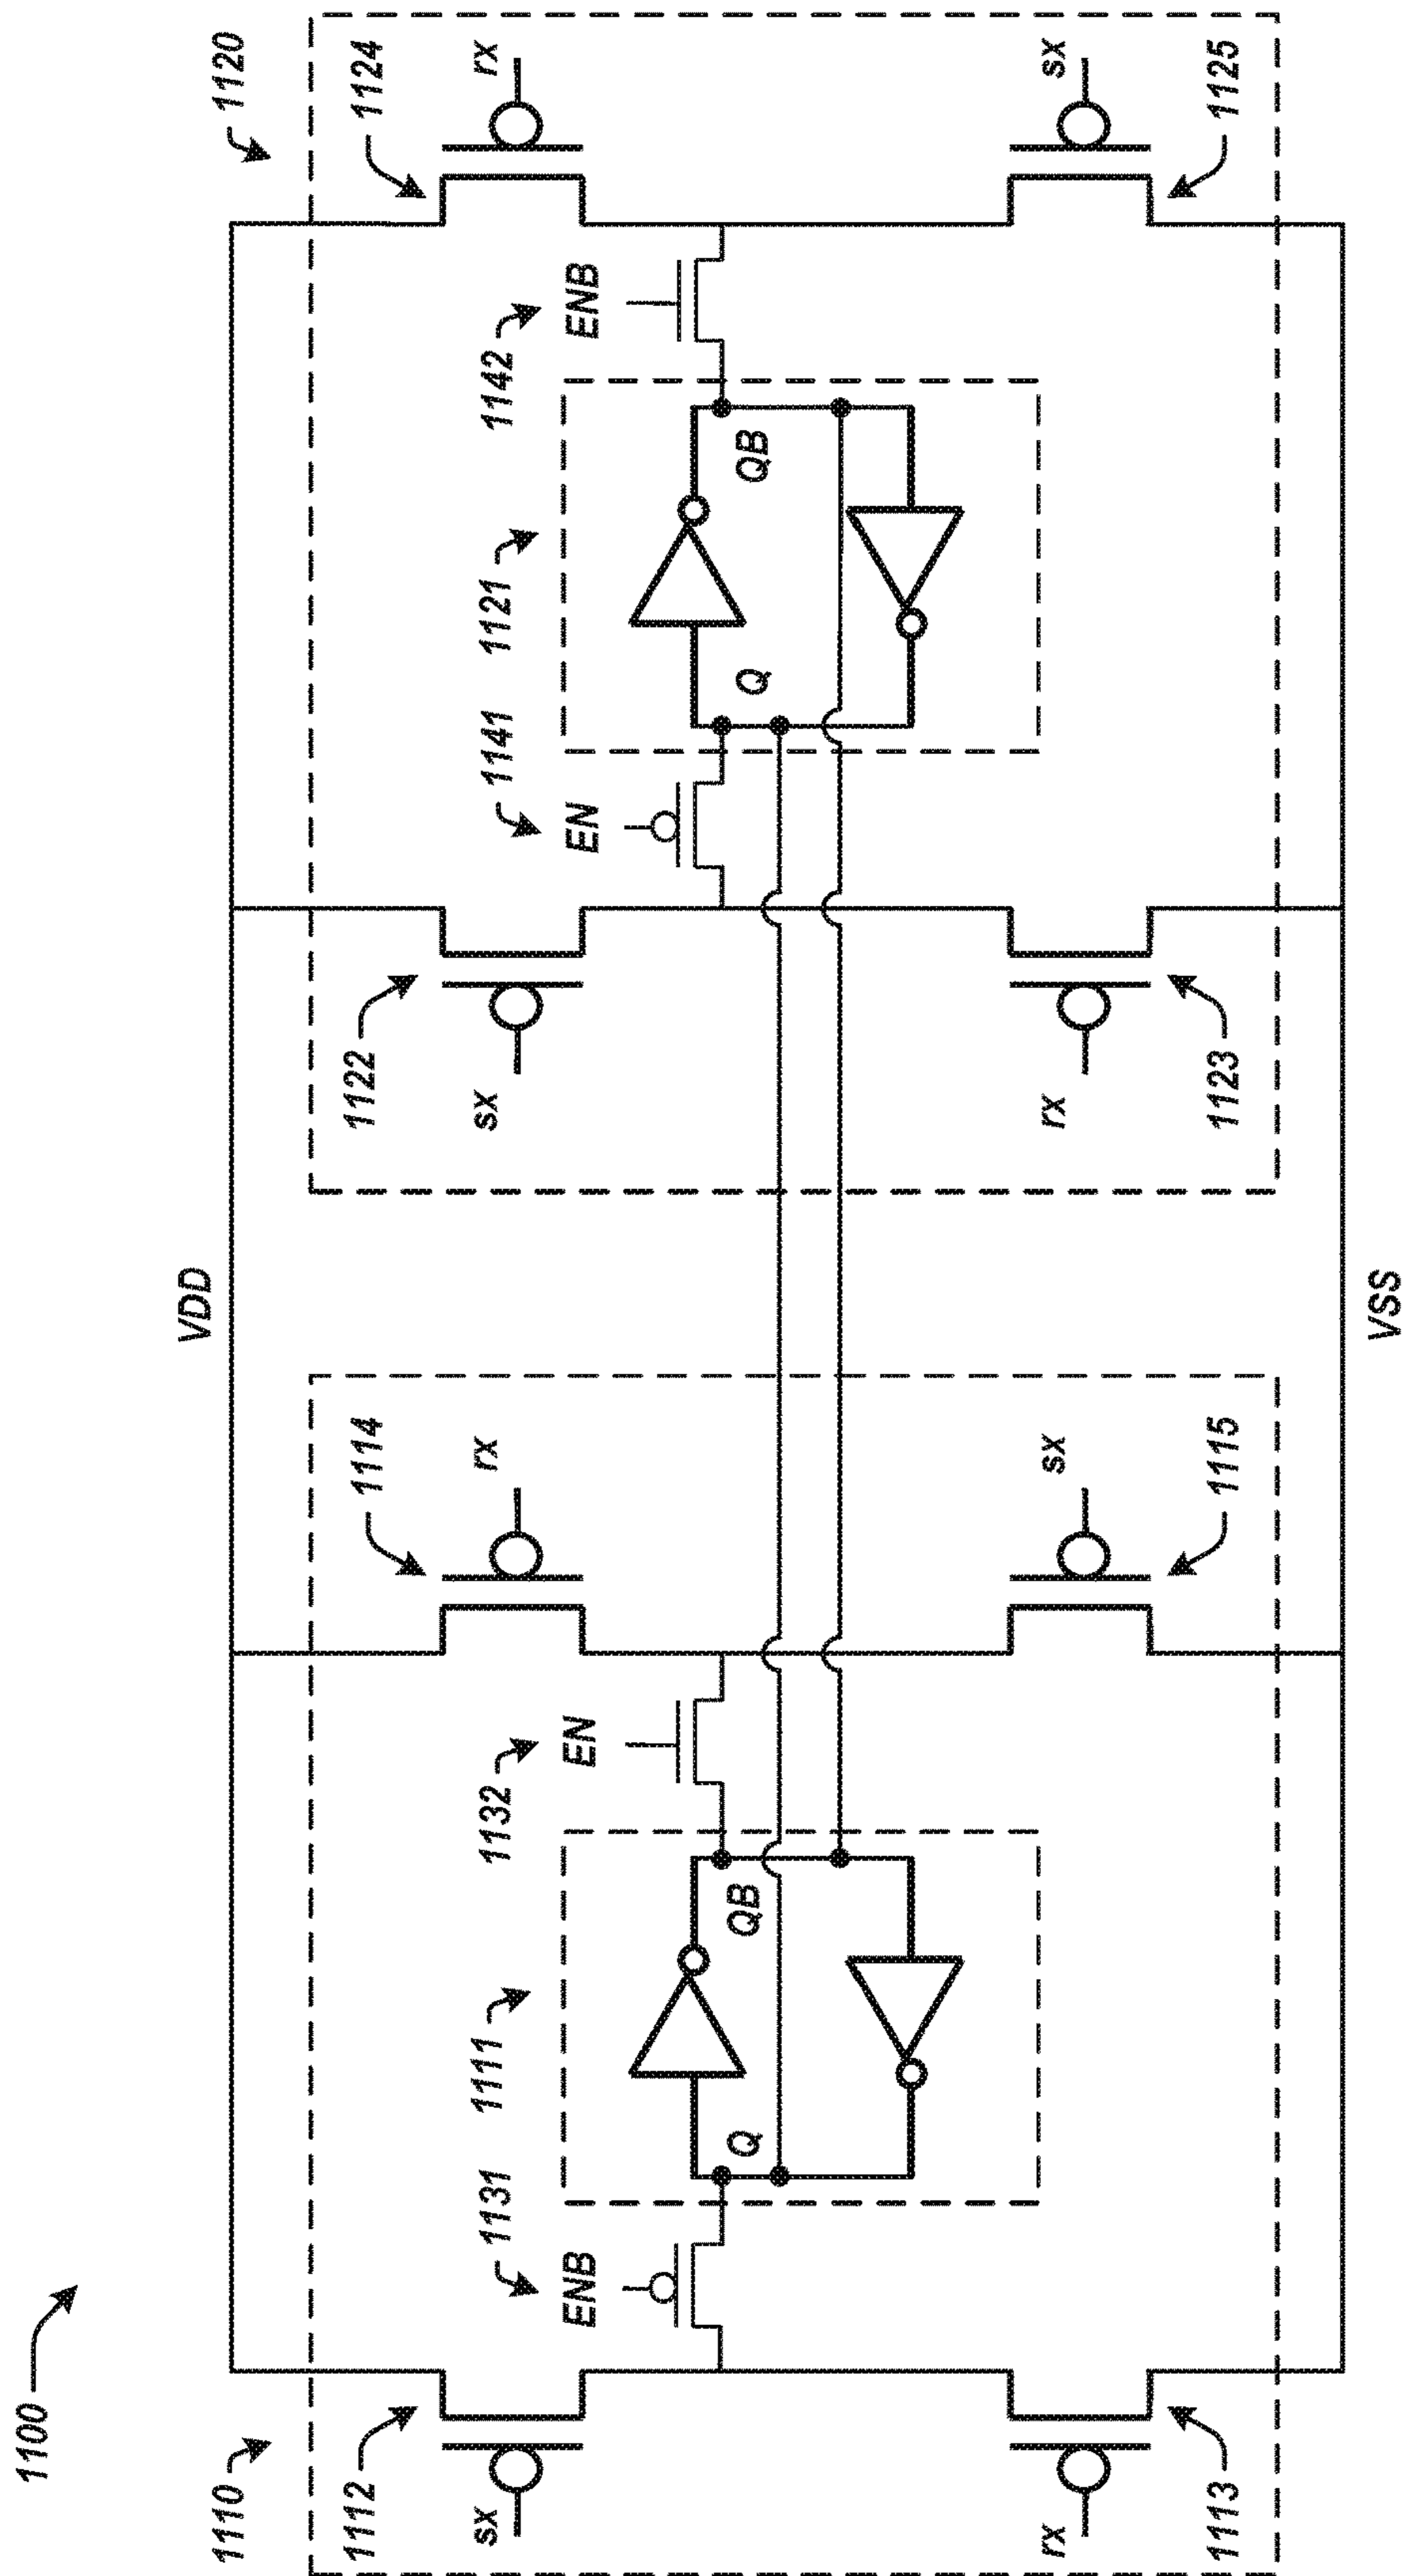 1100
1110
1120
VDD
1112
sx
1114
rx
1122
sx
1124
rx
1131
ENB
1111
1132
EN
1141
EN
1121
1142
ENB
Q
QB
Q
QB
rx
1113
sx
1115
rx
1123
sx
1125
VSS